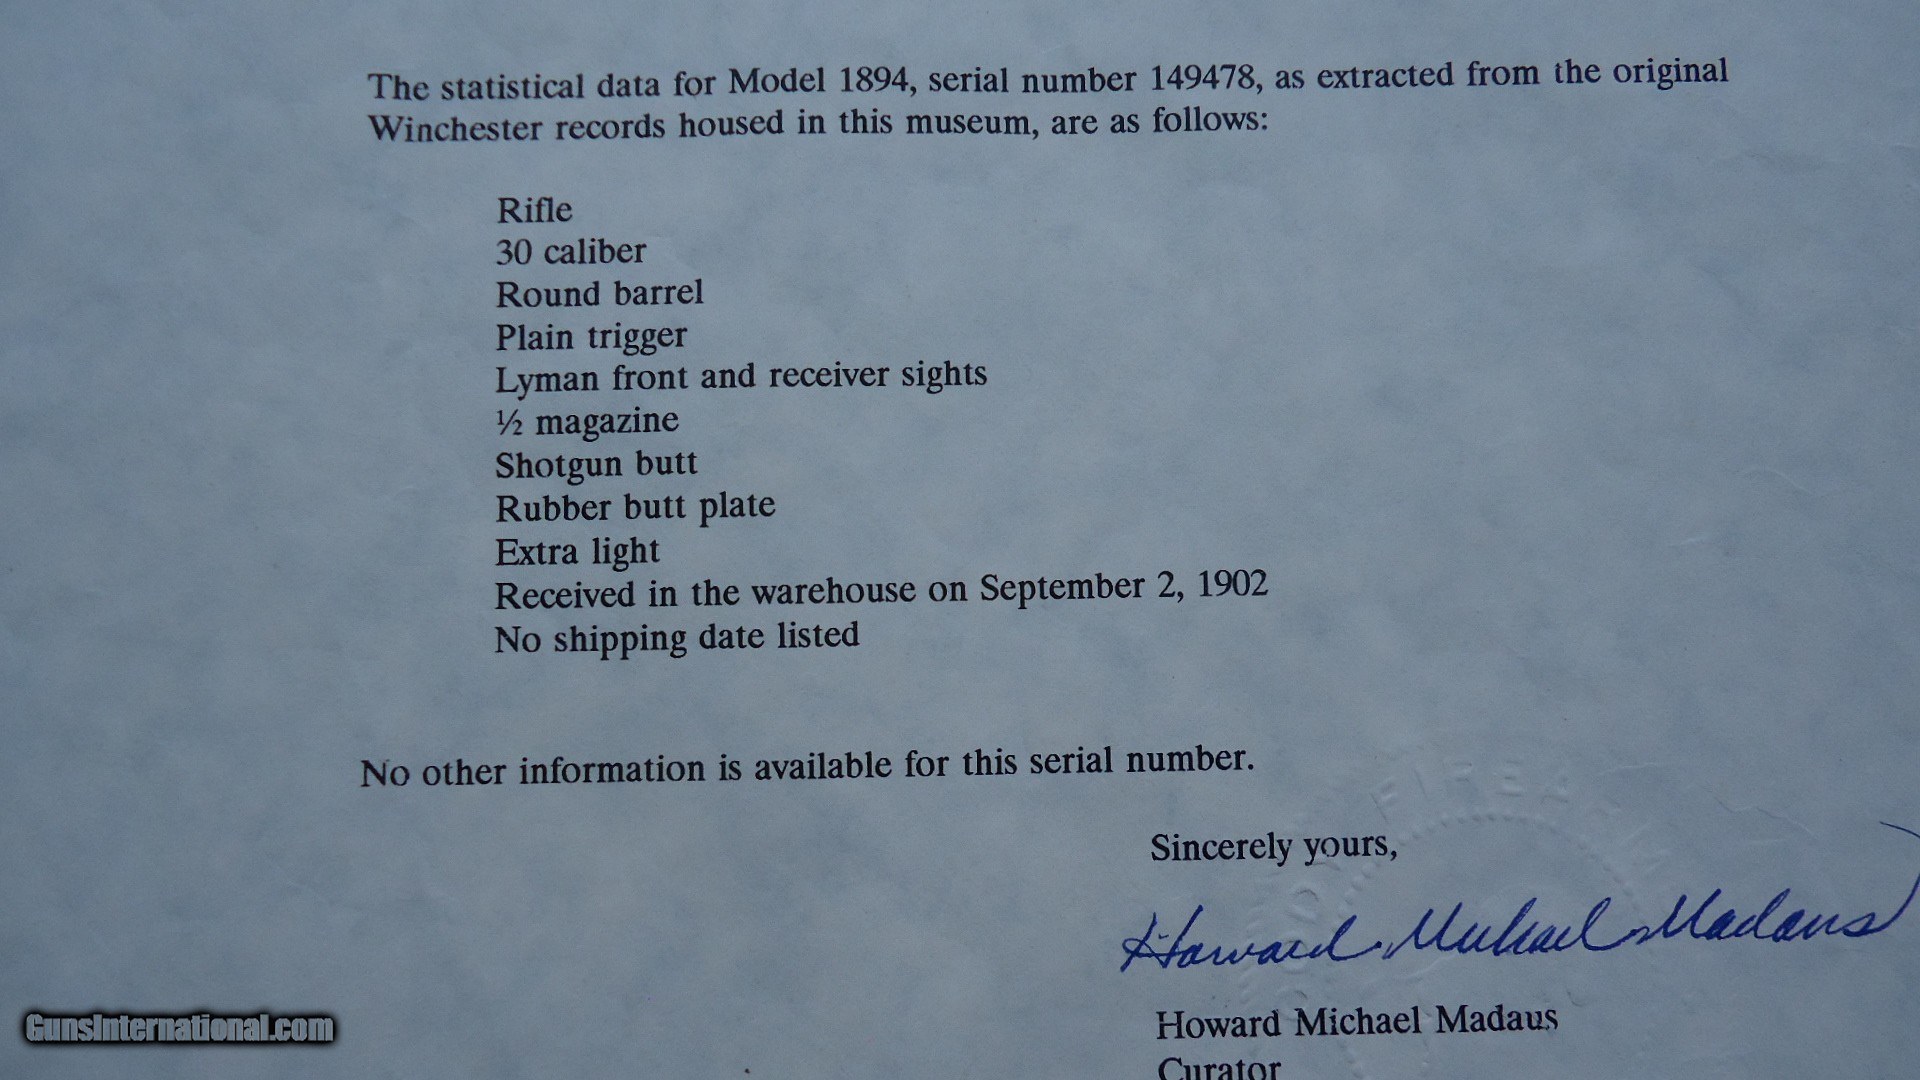 The statistical data for Model 1894, serial number 149478, as extracted from the original
Winchester records housed in this museum, are as follows:
Rifle
30 caliber
Round barrel
Plain trigger
Lyman front and receiver sights
½ magazine
Shotgun butt
Rubber butt plate
Extra light
Received in the warehouse on September 2, 1902
No shipping date listed
No other information is available for this serial number.
Sincerely yours,
Howard Michael Madaus
Howard Michael Madaus
Curator
GunsInternational.com